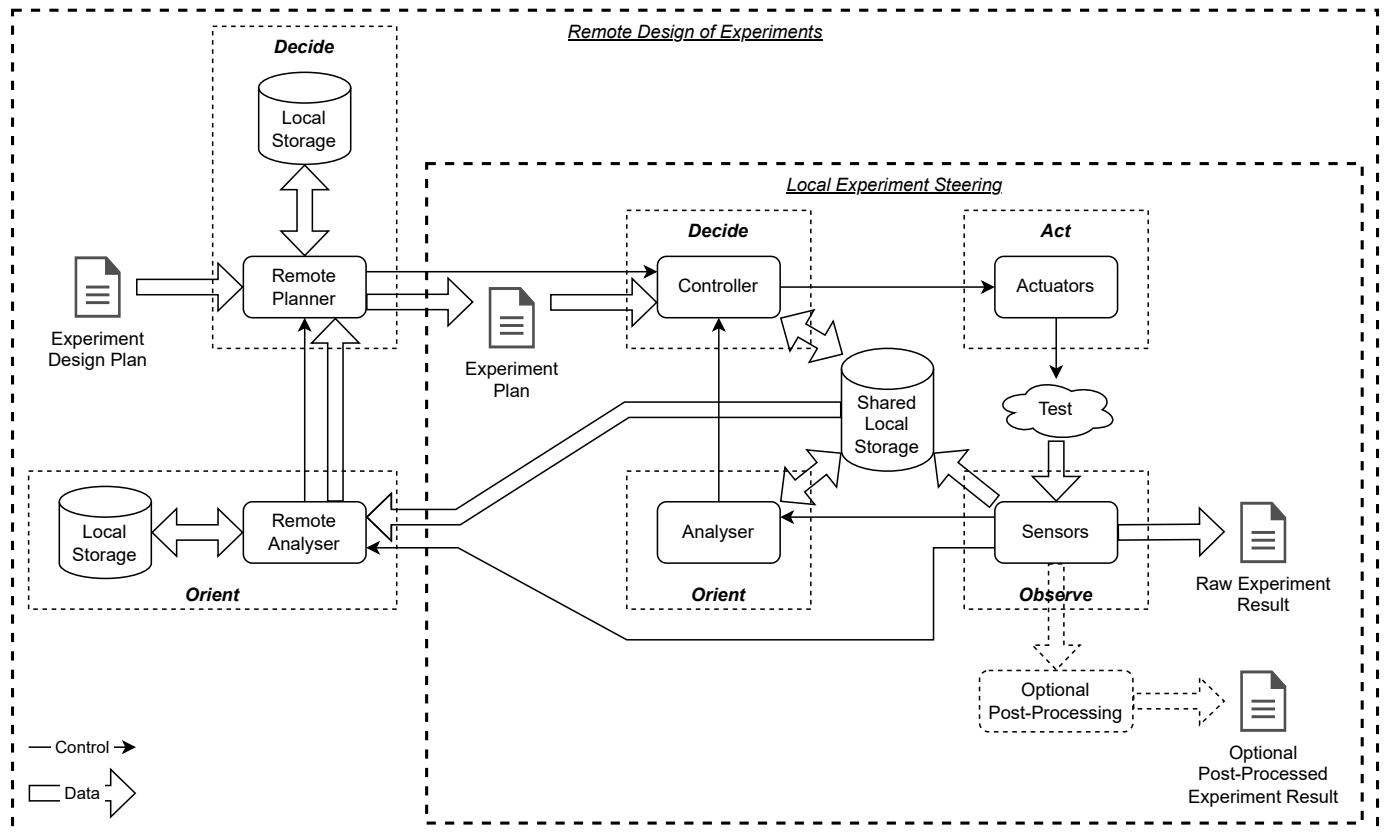 Remote Design of Experiments
Decide
Local
Storage
Local Experiment Steering
Decide
Act
Remote
Planner
Controller
Actuators
Experiment
Design Plan
Experiment
Plan
Shared
Local
Storage
Test
Local
Storage
Remote
Analyser
Analyser
Sensors
Orient
Orient
Observe
Raw Experiment
Result
Optional
Post-Processing
Control
Data
Optional
Post-Processed
Experiment Result